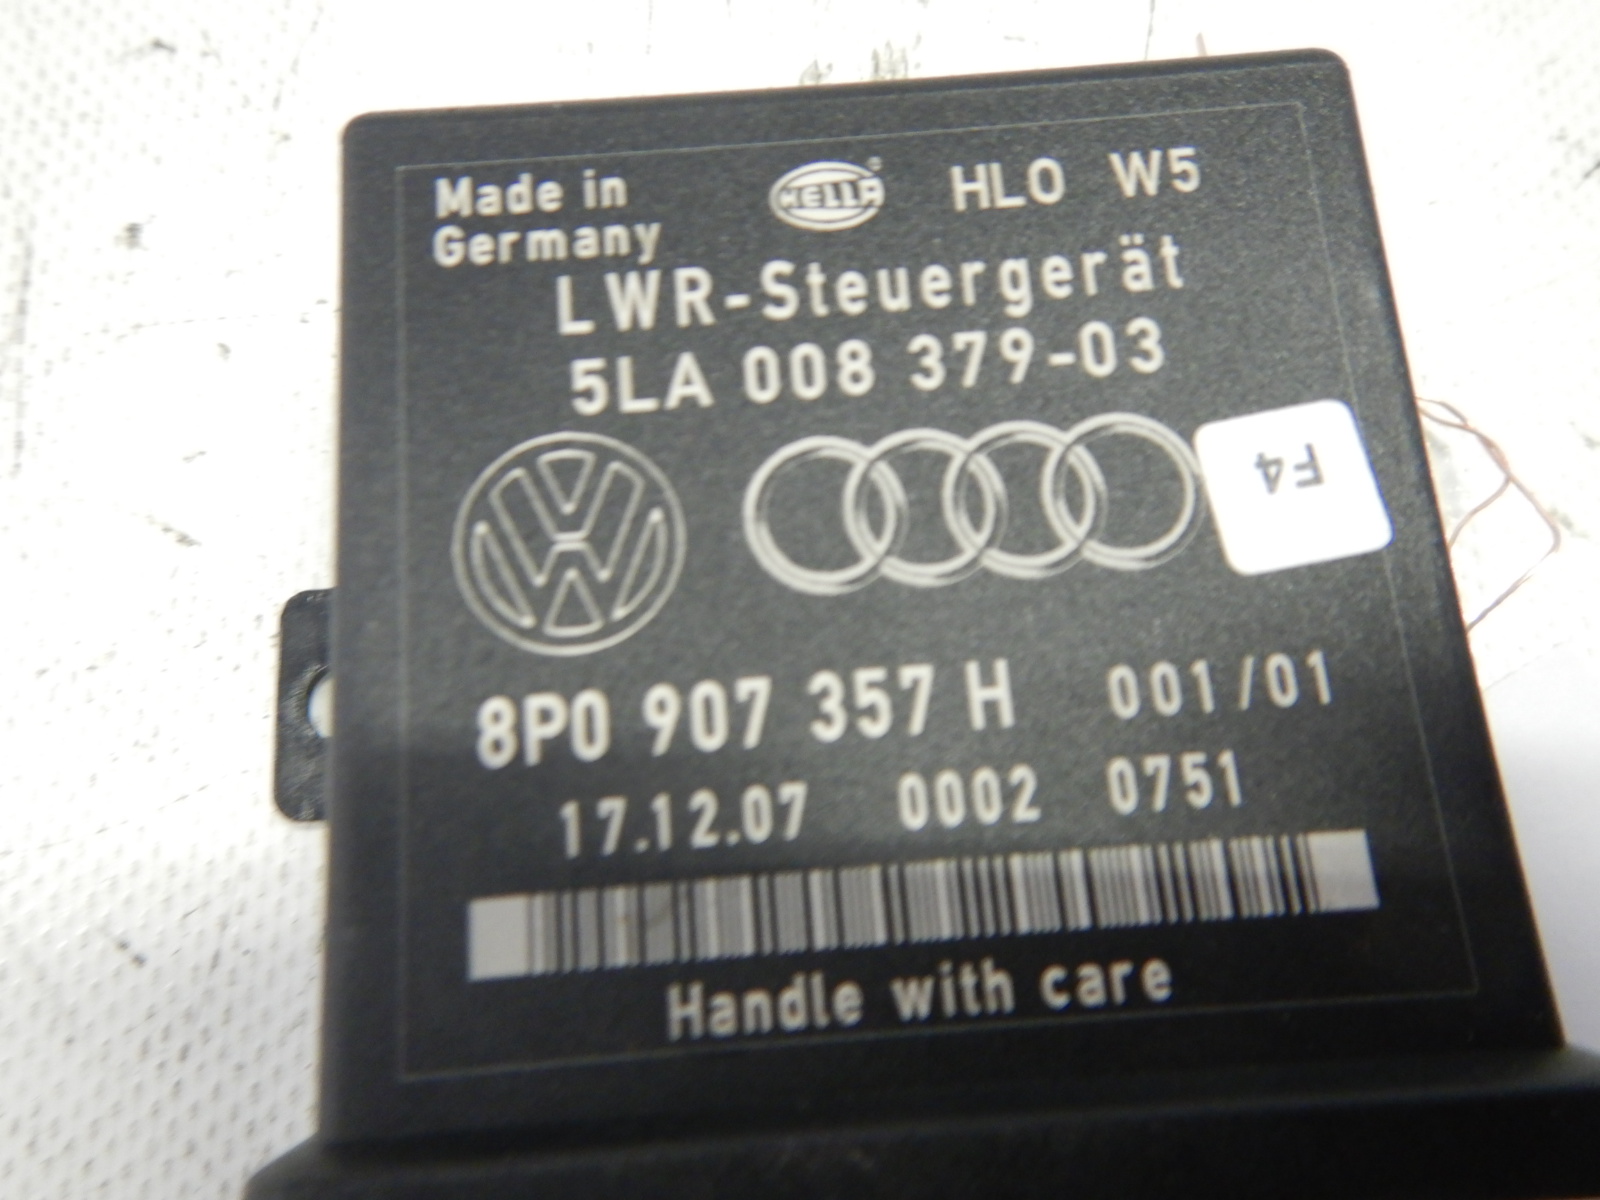 Made in
Germany
HELLA
HLO W5
LWR-Steuergerät
5LA 008 379-03
F4
8P0 907 357 H 001/01
17.12.07 0002 0751
Handle with care